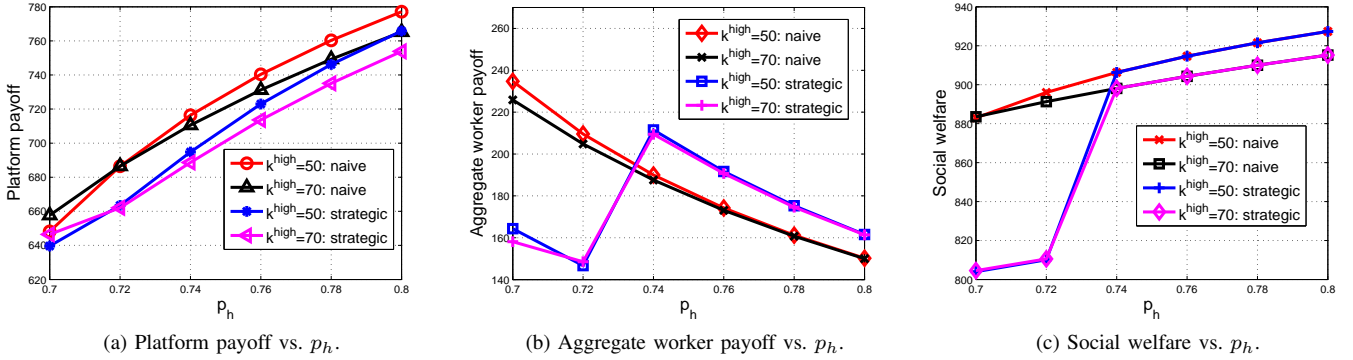 780
760
740
720
700
680
660
640
620
Platform payoff
k^high=50: naive
k^high=70: naive
k^high=50: strategic
k^high=70: strategic
0.7 0.72 0.74 0.76 0.78 0.8
p_h
(a) Platform payoff vs. p_h.
260
240
220
200
180
160
140
Aggregate worker payoff
k^high=50: naive
k^high=70: naive
k^high=50: strategic
k^high=70: strategic
0.7 0.72 0.74 0.76 0.78 0.8
p_h
(b) Aggregate worker payoff vs. p_h.
940
920
900
880
860
840
820
800
Social welfare
k^high=50: naive
k^high=70: naive
k^high=50: strategic
k^high=70: strategic
0.7 0.72 0.74 0.76 0.78 0.8
p_h
(c) Social welfare vs. p_h.